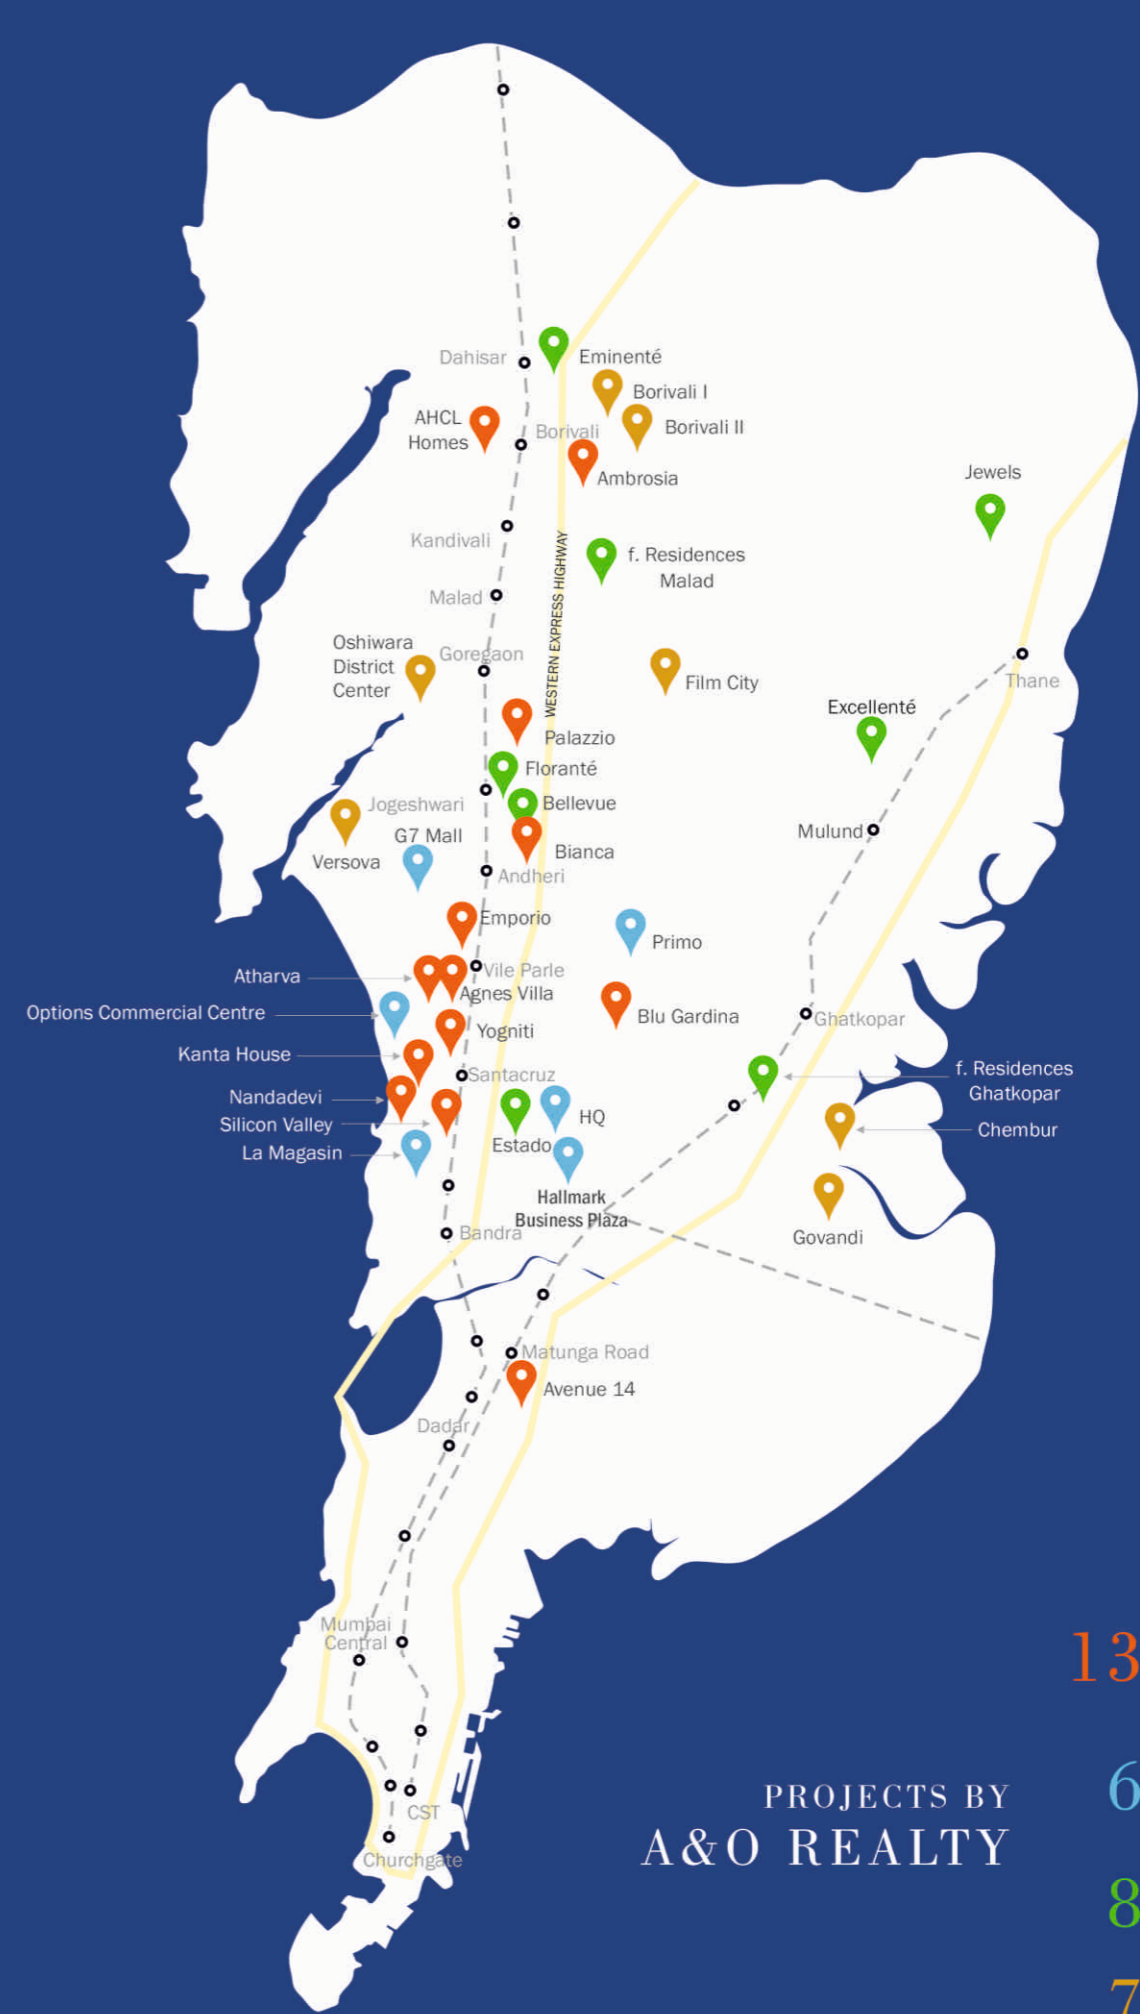 Dahisar
Eminenté
Borivali I
AHCL
Homes
Borivali
Borivali II
Ambrosia
Jewels
Kandivali
WESTERN EXPRESS HIGHWAY
f. Residences
Malad
Malad
Oshiwara
District
Center
Goregaon
Film City
Thane
Excellenté
Palazzio
Floranté
Jogeshwari
Bellevue
Mulund
G7 Mall
Versova
Bianca
Andheri
Emporio
Primo
Atharva
Vile Parle
Agnes Villa
Options Commercial Centre
Blu Gardina
Ghatkopar
Yogniti
Kanta House
Santacruz
f. Residences
Ghatkopar
Nandadevi
HQ
Silicon Valley
Chembur
Estado
La Magasin
Hallmark
Business Plaza
Bandra
Govandi
Matunga Road
Avenue 14
Dadar
Mumbai
Central
13
6
PROJECTS BY
A&O REALTY
CST
Churchgate
8
7